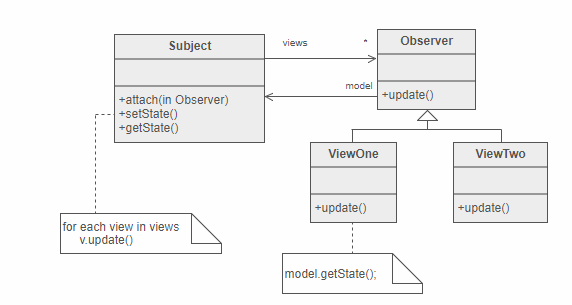 Subject
views
*
Observer
model
+attach(in Observer)
+setState()
+getState()
+update()
ViewOne
ViewTwo
+update()
+update()
for each view in views
v.update()
model.getState();